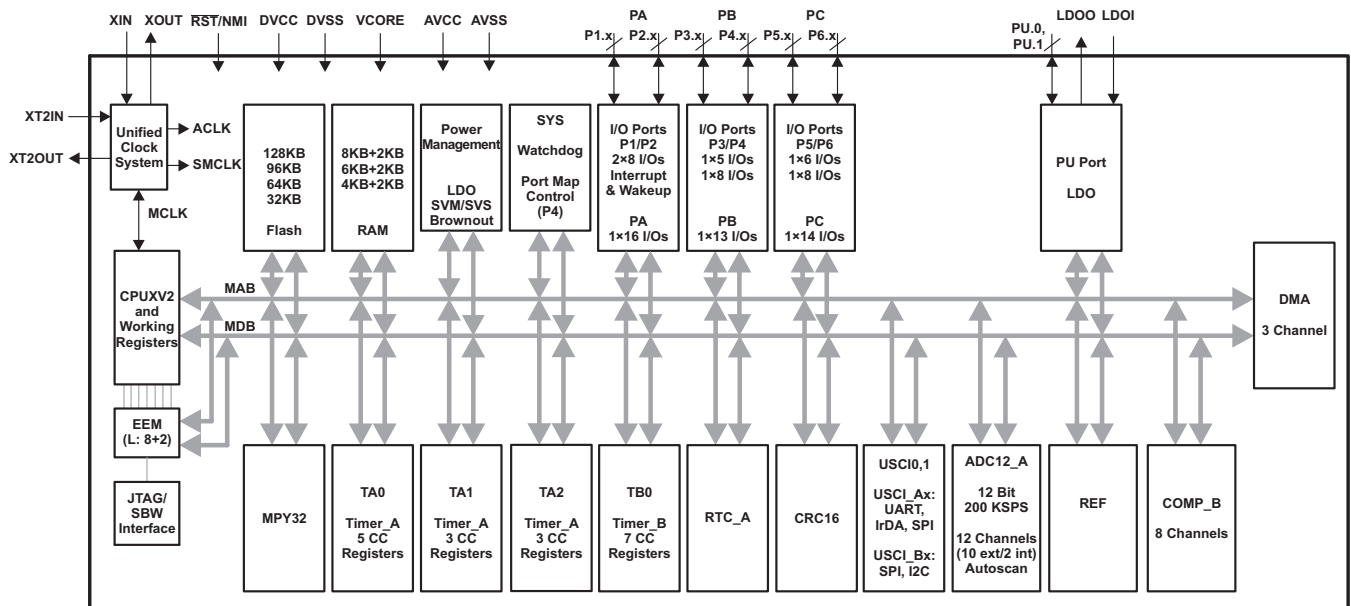 XIN XOUT RST/NMI DVCC DVSS VCORE AVCC AVSS
PA
P1.x P2.x
PB
P3.x P4.x
PC
P5.x P6.x
PU.0,
PU.1
LDOO LDOI
XT2IN
XT2OUT
Unified
Clock
System
ACLK
SMCLK
MCLK
128KB
96KB
64KB
32KB
Flash
8KB+2KB
6KB+2KB
4KB+2KB
RAM
Power
Management
LDO
SVM/SVS
Brownout
SYS
Watchdog
Port Map
Control
(P4)
I/O Ports
P1/P2
2×8 I/Os
Interrupt
& Wakeup
PA
1×16 I/Os
I/O Ports
P3/P4
1×5 I/Os
1×8 I/Os
PB
1×13 I/Os
I/O Ports
P5/P6
1×6 I/Os
1×8 I/Os
PC
1×14 I/Os
PU Port
LDO
CPUXV2
and
Working
Registers
MAB
MDB
DMA
3 Channel
EEM
(L: 8+2)
JTAG/
SBW
Interface
MPY32
TA0
Timer_A
5 CC
Registers
TA1
Timer_A
3 CC
Registers
TA2
Timer_A
3 CC
Registers
TB0
Timer_B
7 CC
Registers
RTC_A
CRC16
USCI0,1
USCI_Ax:
UART,
IrDA, SPI
USCI_Bx:
SPI, I2C
ADC12_A
12 Bit
200 KSPS
12 Channels
(10 ext/2 int)
Autoscan
REF
COMP_B
8 Channels